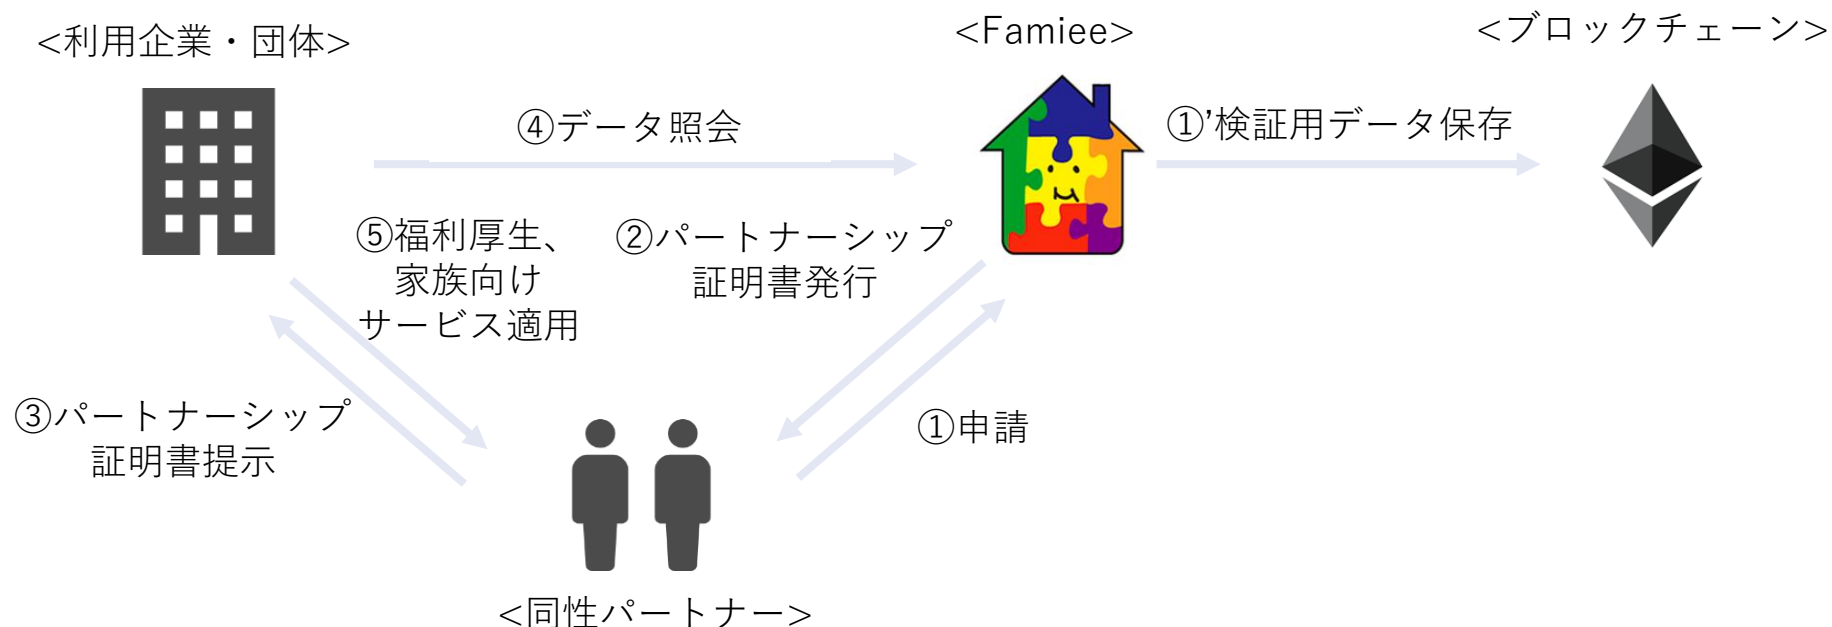 <利用企業・団体>
<Famiee>
<ブロックチェーン>
④データ照会
①’検証用データ保存
⑤福利厚生、
家族向け
サービス適用
②パートナーシップ
証明書発行
③パートナーシップ
証明書提示
①申請
<同性パートナー>